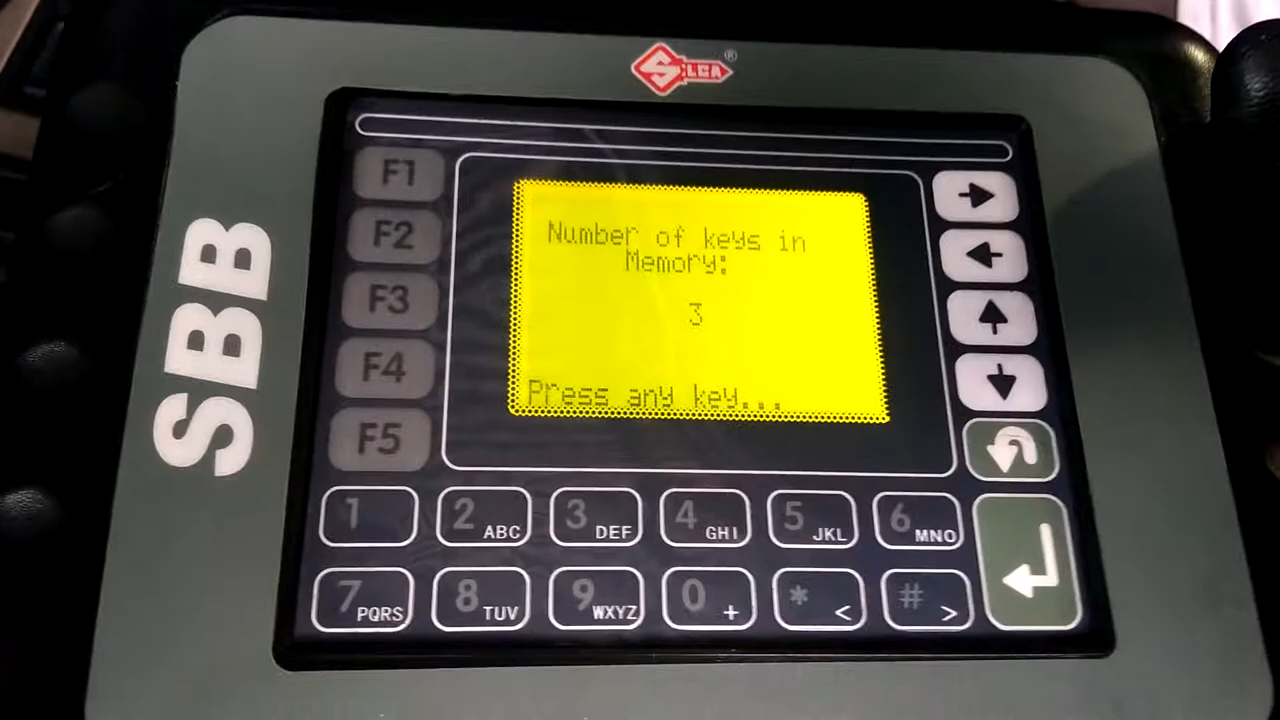 SILCA®
SBB
F1
F2
F3
F4
F5
Number of keys in
Memory:
3
Press any key...
1
2 ABC
3 DEF
4 GHI
5 JKL
6 MNO
7 PQRS
8 TUV
9 WXYZ
0 +
* <
# >